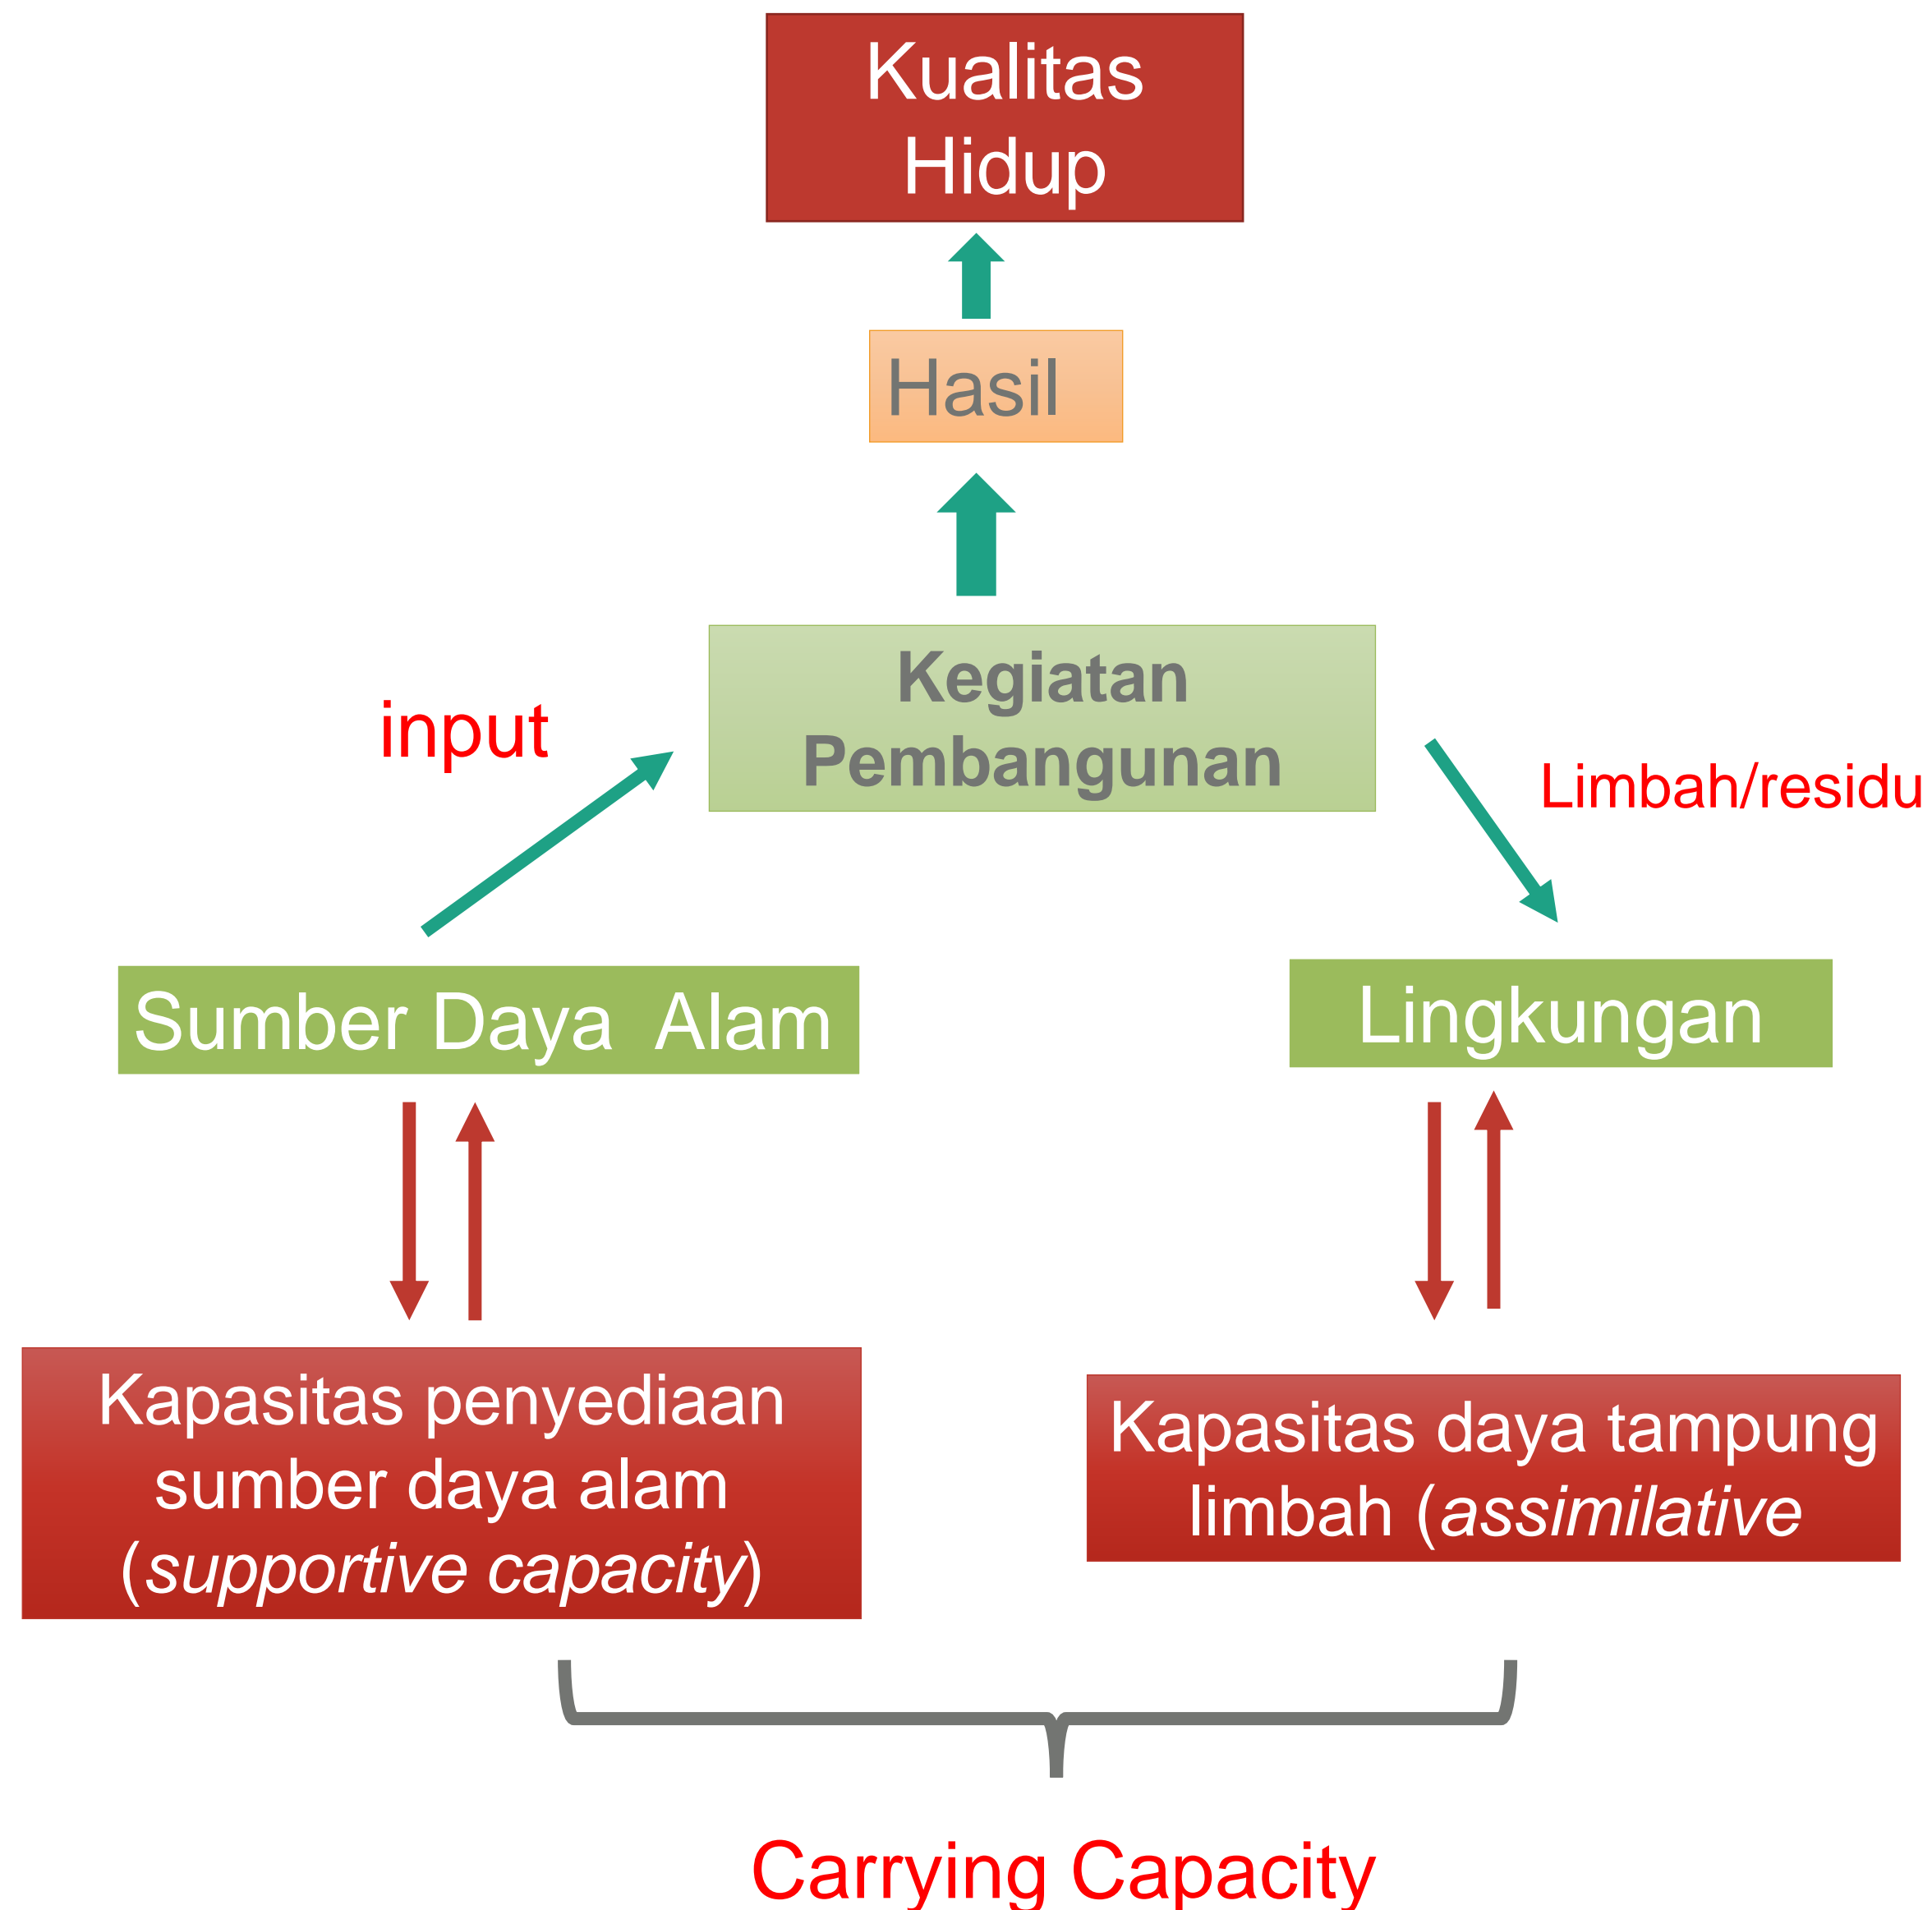 Kualitas
Hidup
Hasil
Kegiatan
Pembangunan
input
Limbah/residu
Sumber Daya Alam
Lingkungan
Kapasitas penyediaan
sumber daya alam
(supportive capacity)
Kapasitas daya tampung
limbah (assimilative
Carrying Capacity